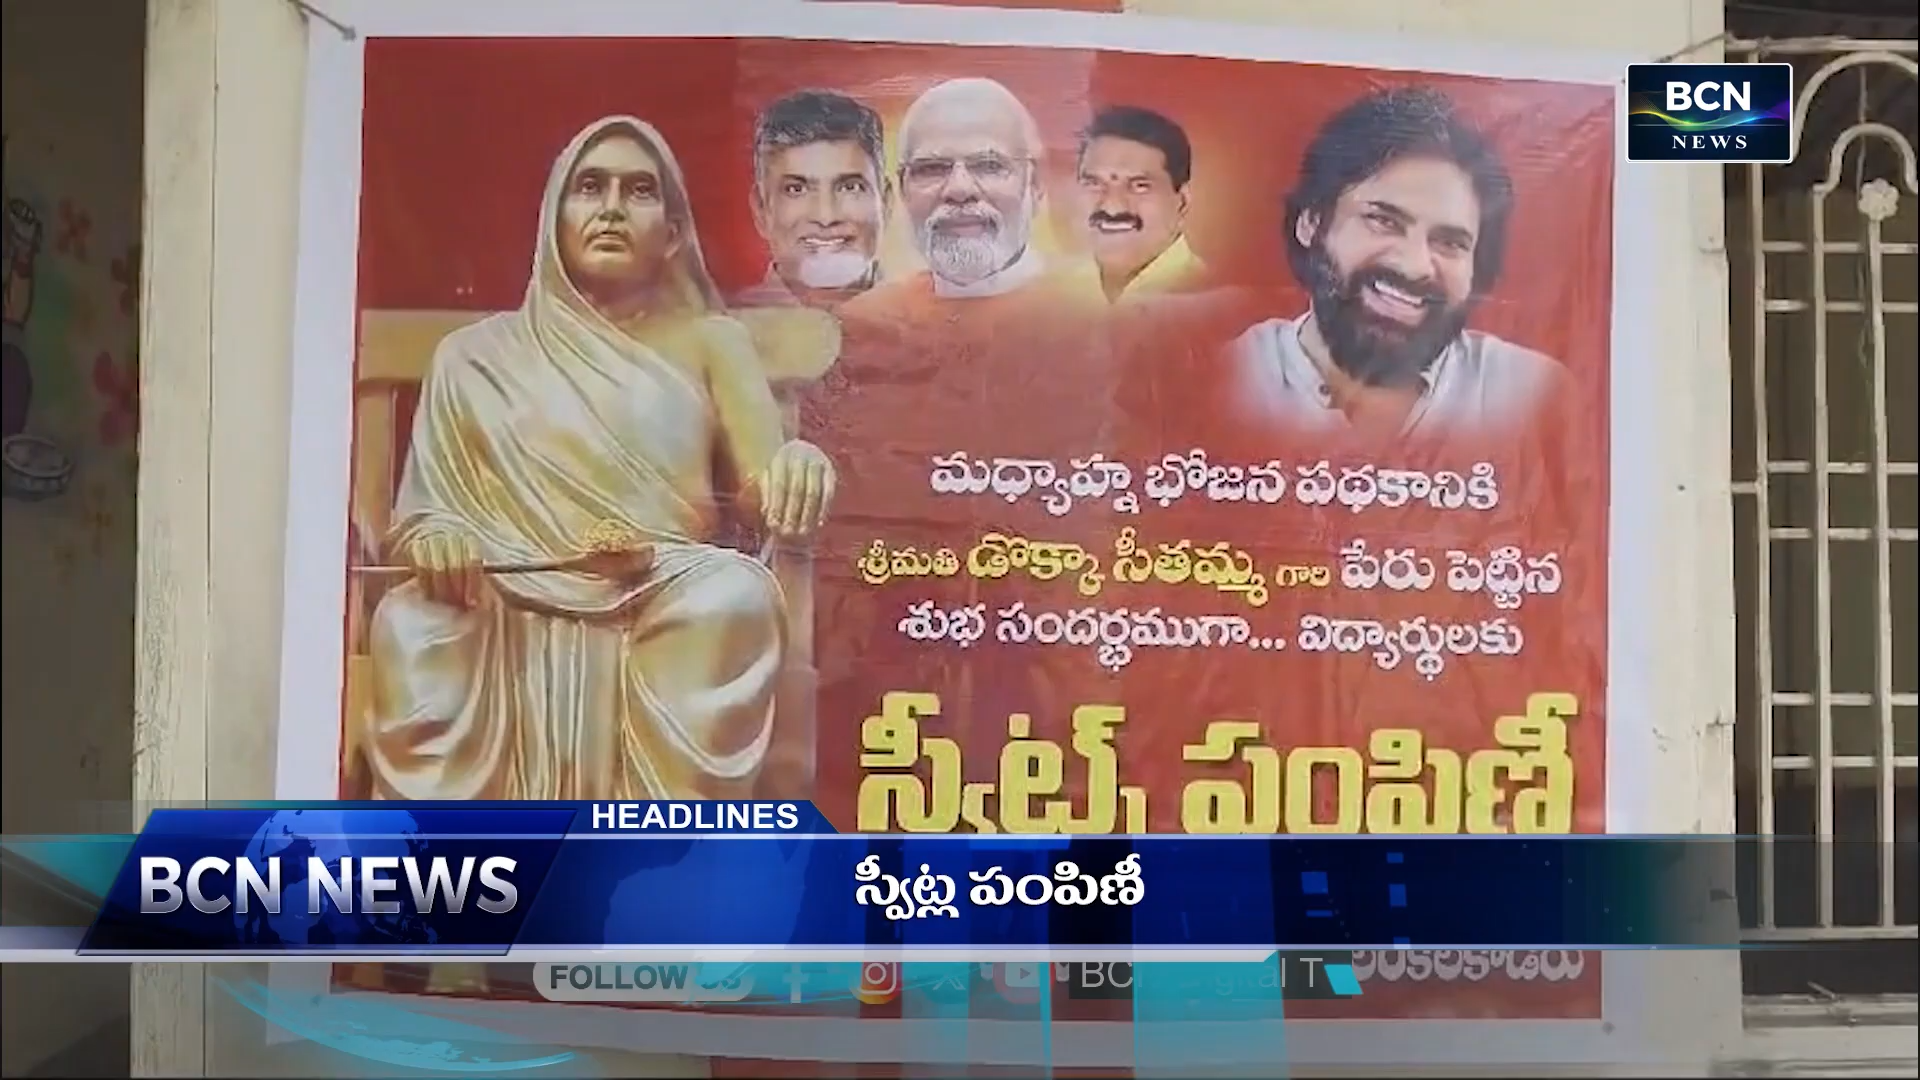 BCN
NEWS
మధ్యాహ్న భోజన పథకానికి
శ్రీమతి డొక్కా సీతమ్మ గారి పేరు పెట్టిన
శుభ సందర్భముగా... విద్యార్థులకు
స్వీట్స్ పంపిణీ
HEADLINES
BCN NEWS
స్వీట్ల పంపిణీ
FOLLOW